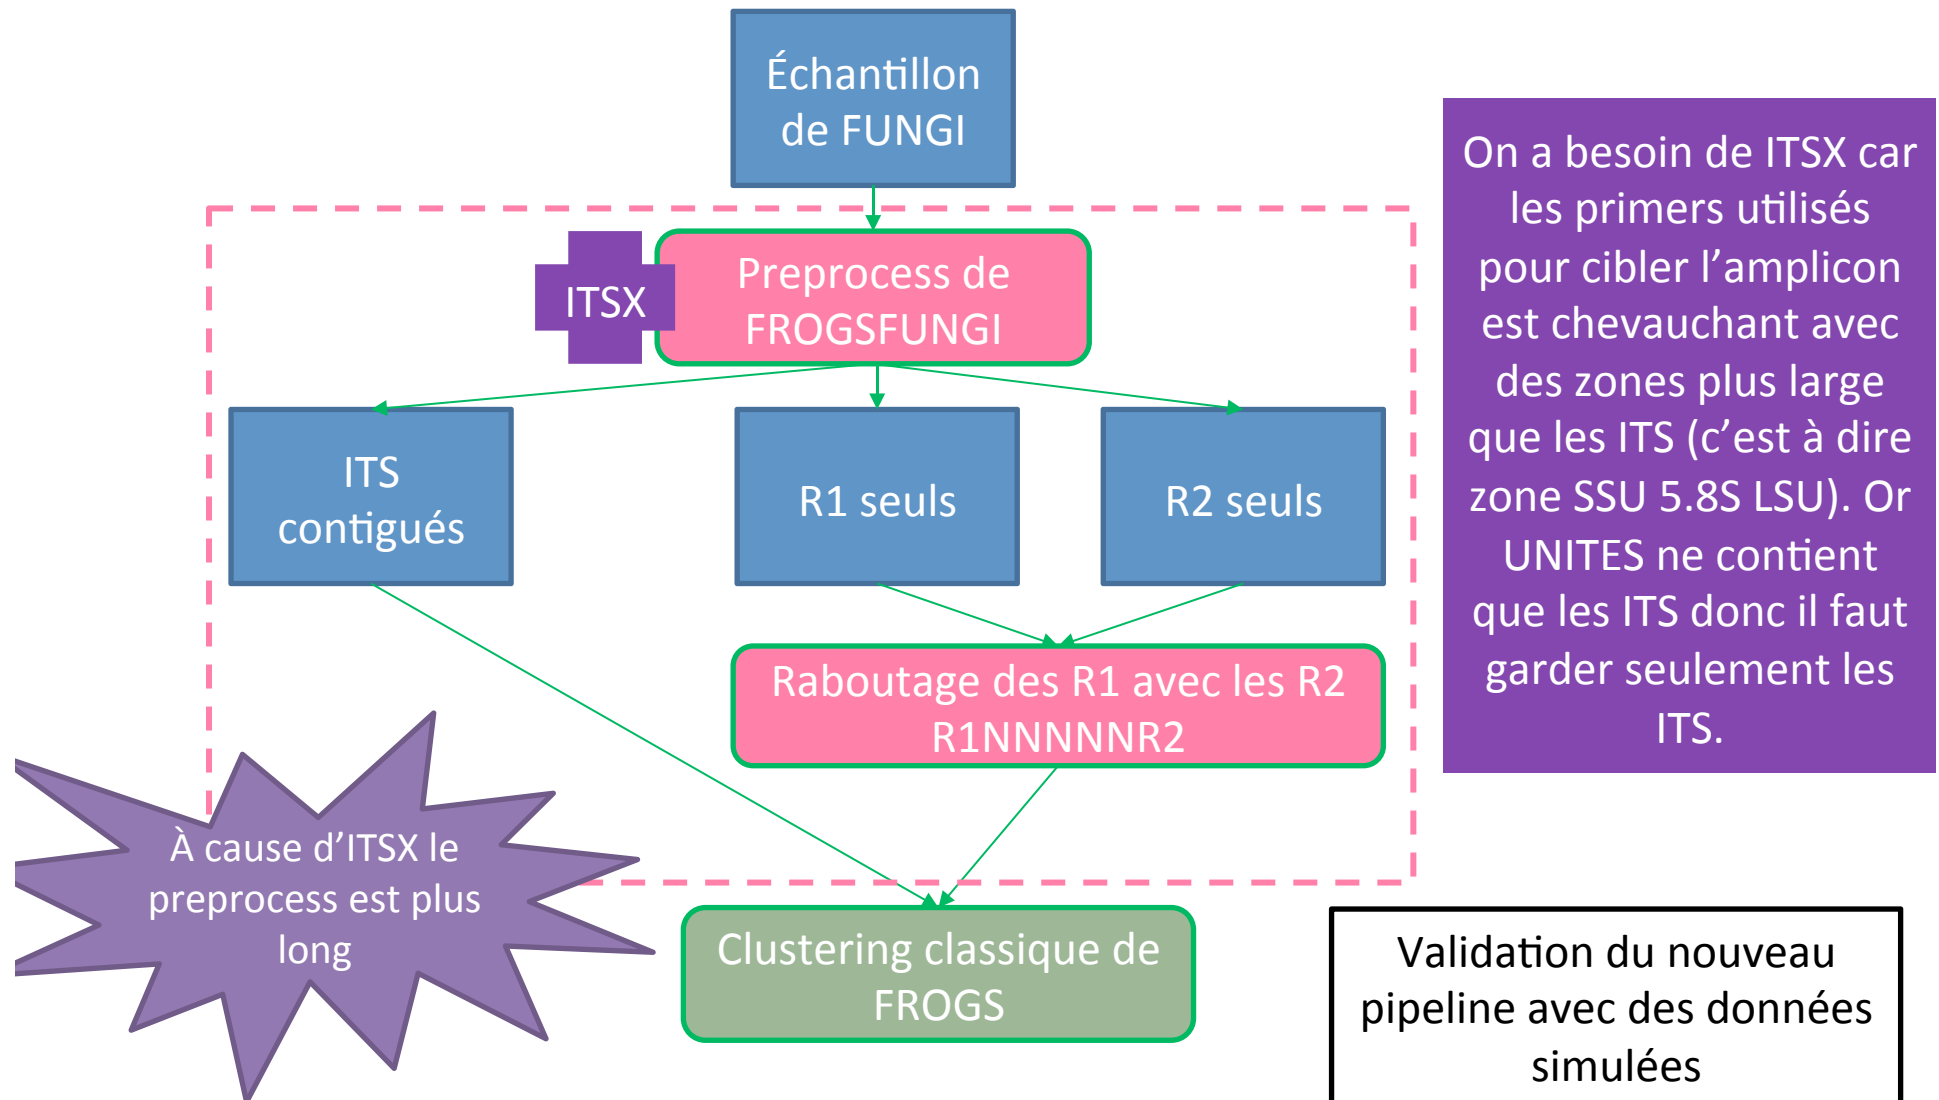 Échantillon
de FUNGI
ITSX
Preprocess de
FROGSFUNGI
ITS
contigués
R1 seuls
R2 seuls
Raboutage des R1 avec les R2
R1NNNNNR2
À cause d’ITSX le
preprocess est plus
long
Clustering classique de
FROGS
On a besoin de ITSX car
les primers utilisés
pour cibler l’amplicon
est chevauchant avec
des zones plus large
que les ITS (c’est à dire
zone SSU 5.8S LSU). Or
UNITES ne contient
que les ITS donc il faut
garder seulement les
ITS.
Validation du nouveau
pipeline avec des données
simulées